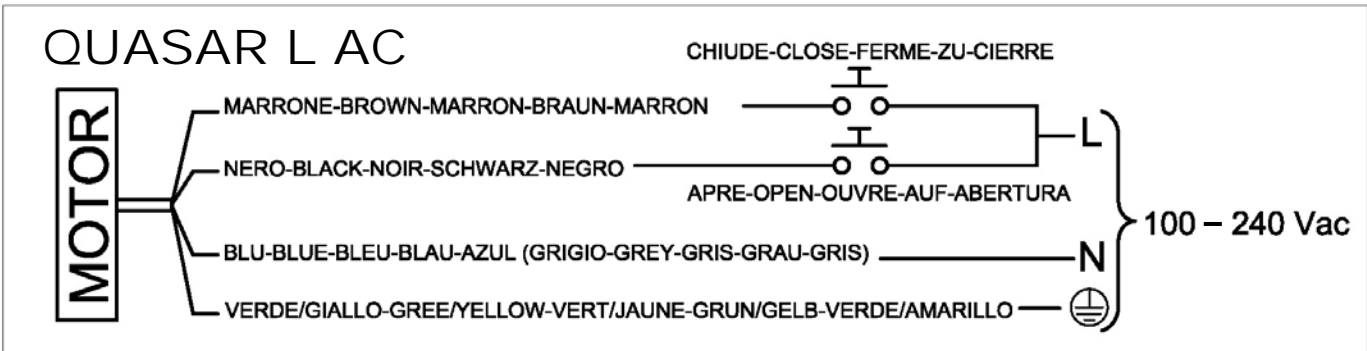 QUASAR L AC
CHIUDE-CLOSE-FERME-ZU-CIERRE
MOTOR
MARRONE-BROWN-MARRON-BRAUN-MARRON
L
NERO-BLACK-NOIR-SCHWARZ-NEGRO
APRE-OPEN-OUVRE-AUF-ABERTURA
100 – 240 Vac
BLU-BLUE-BLEU-BLAU-AZUL (GRIGIO-GREY-GRIS-GRAU-GRIS)
N
VERDE/GIALLO-GREE/YELLOW-VERT/JAUNE-GRUN/GELB-VERDE/AMARILLO